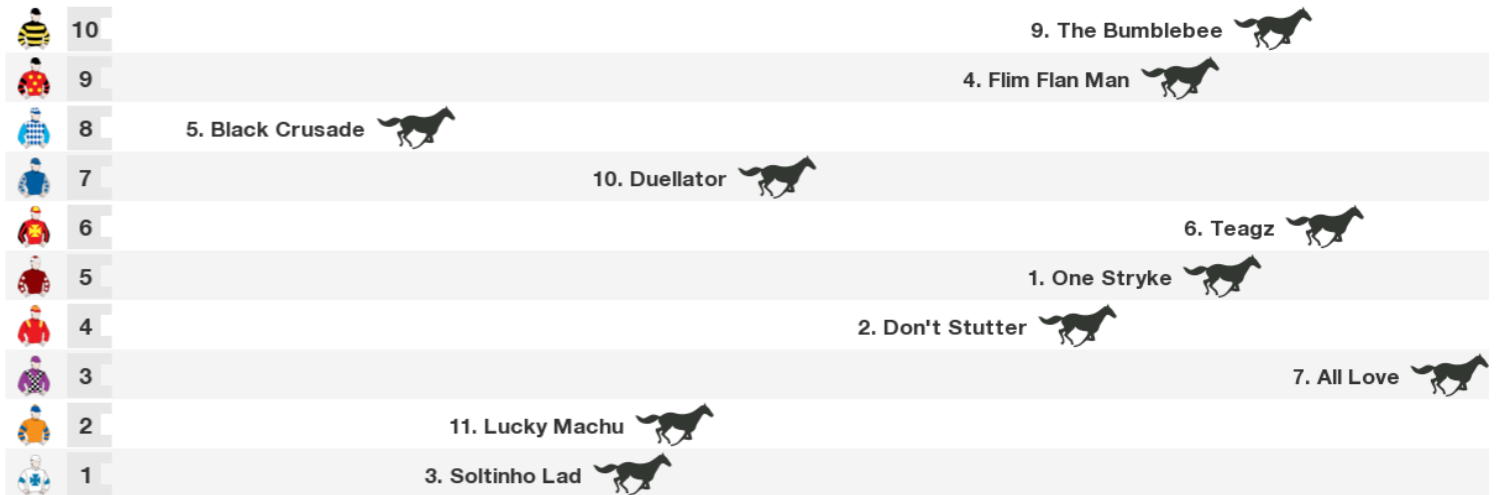 10 9. The Bumblebee
9 4. Flim Flan Man
8 5. Black Crusade
7 10. Duellator
6 6. Teagz
5 1. One Stryke
4 2. Don't Stutter
3 7. All Love
2 11. Lucky Machu
1 3. Soltinho Lad